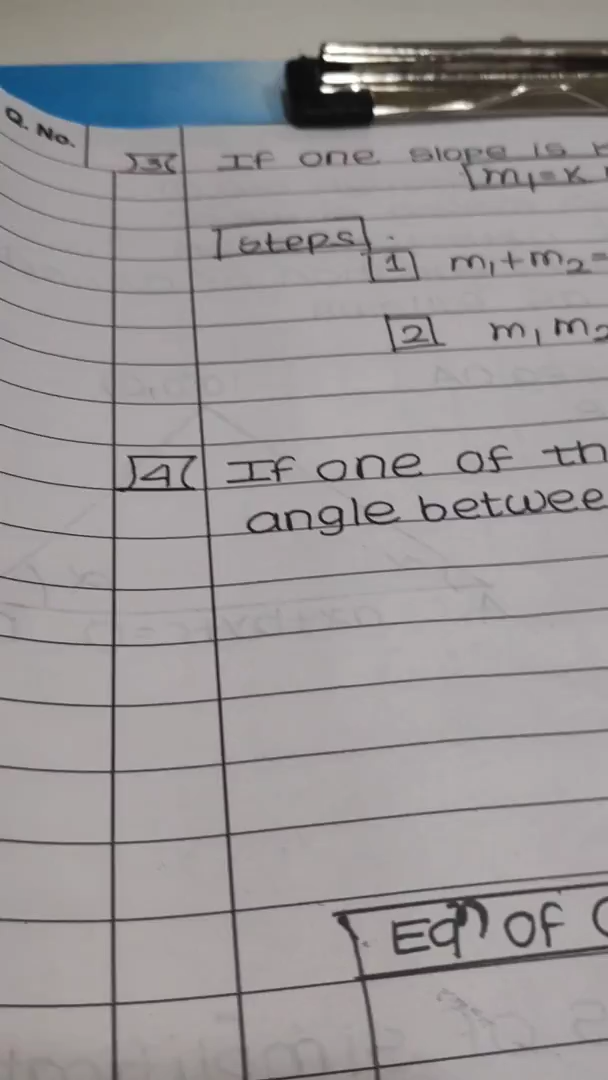 Q. No.
3 If one slope is
m₁=K
Steps
1 m₁+m₂=
2 m₁m₂
4 If one of th
angle betwee
Eqⁿ of